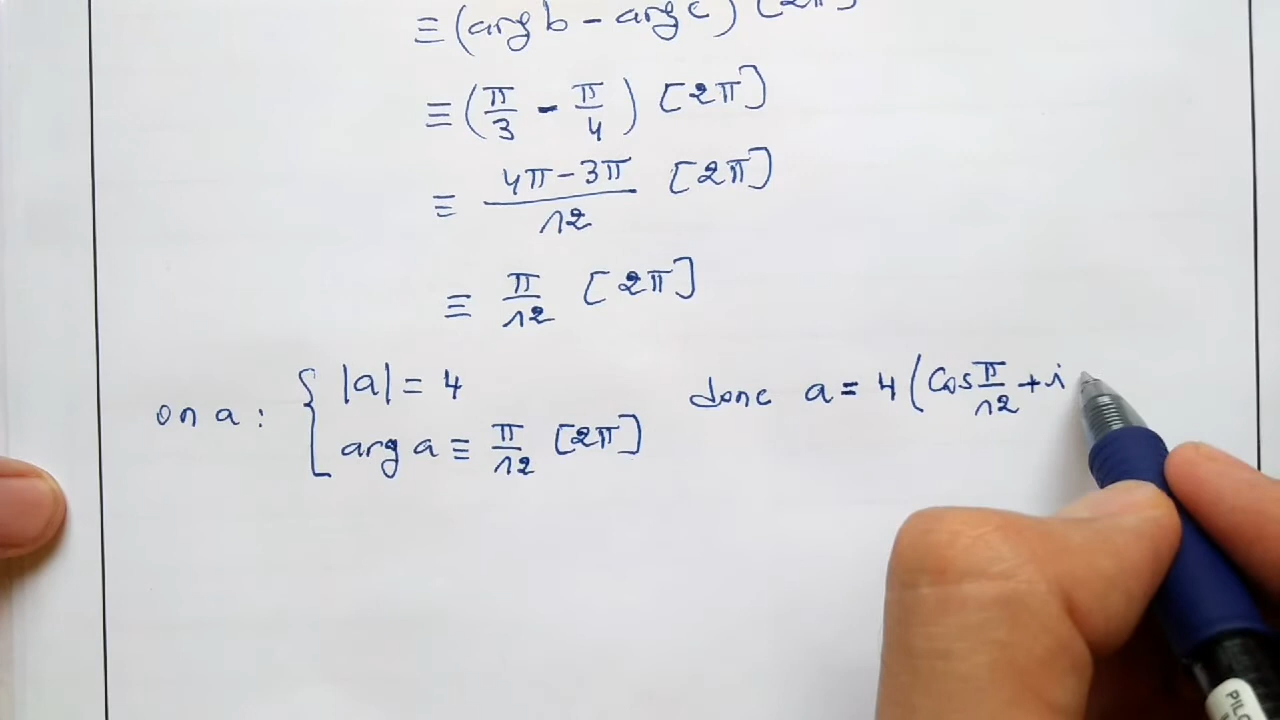 ≡ (arg b - arg c) [2π]
≡ (π/3 - π/4) [2π]
≡ (4π - 3π)/12 [2π]
≡ π/12 [2π]
on a : { |a| = 4 donc a = 4 (cos π/12 + i
arg a ≡ π/12 [2π]
PIL